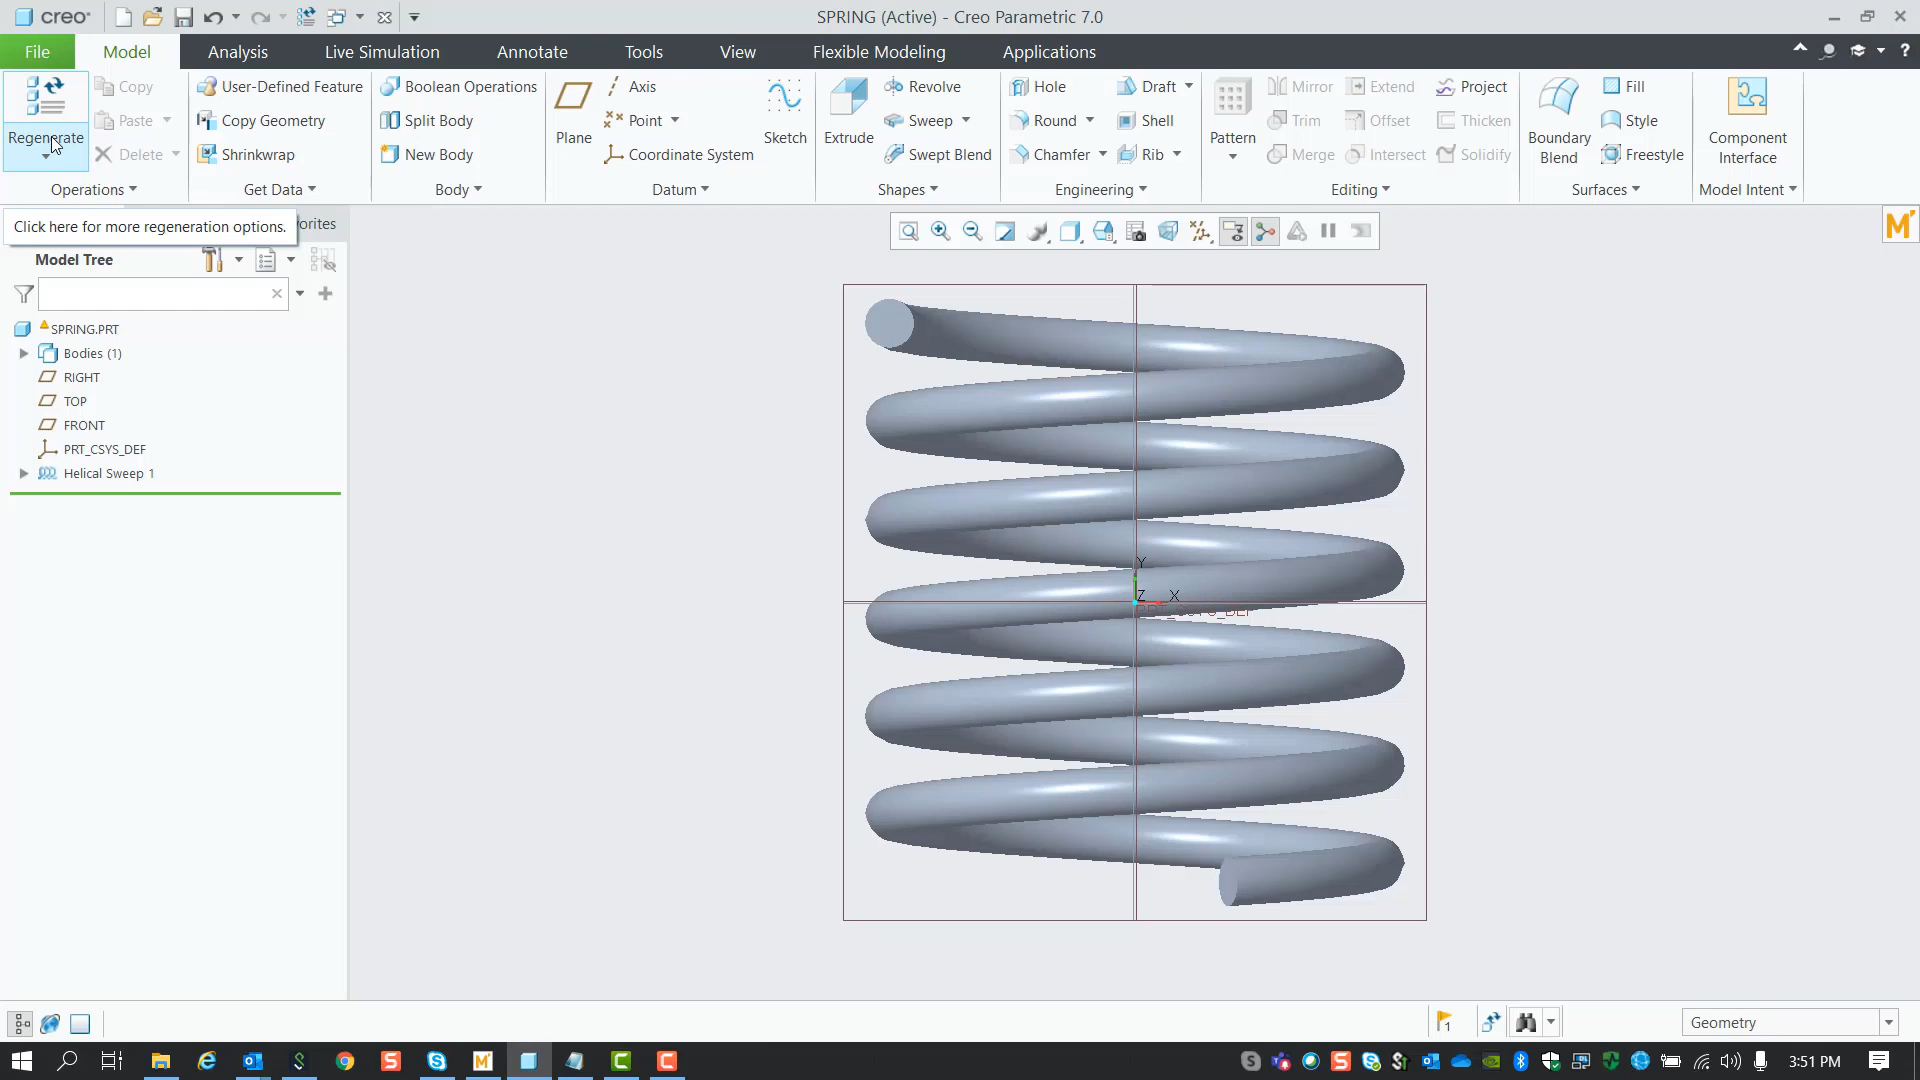 creo
SPRING (Active) - Creo Parametric 7.0
File
Model
Analysis
Live Simulation
Annotate
Tools
View
Flexible Modeling
Applications
Regenerate
Copy
Paste
Delete
Operations
User-Defined Feature
Copy Geometry
Shrinkwrap
Get Data
Boolean Operations
Split Body
New Body
Body
Plane
Axis
Point
Coordinate System
Sketch
Datum
Extrude
Revolve
Sweep
Swept Blend
Shapes
Hole
Round
Chamfer
Draft
Shell
Rib
Engineering
Pattern
Mirror
Trim
Merge
Extend
Offset
Intersect
Project
Thicken
Solidify
Editing
Boundary
Blend
Fill
Style
Freestyle
Surfaces
Component
Interface
Model Intent
Click here for more regeneration options.
vorites
Model Tree
SPRING.PRT
Bodies (1)
RIGHT
TOP
FRONT
PRT_CSYS_DEF
Helical Sweep 1
Y
Z
X
M
1
Geometry
3:51 PM